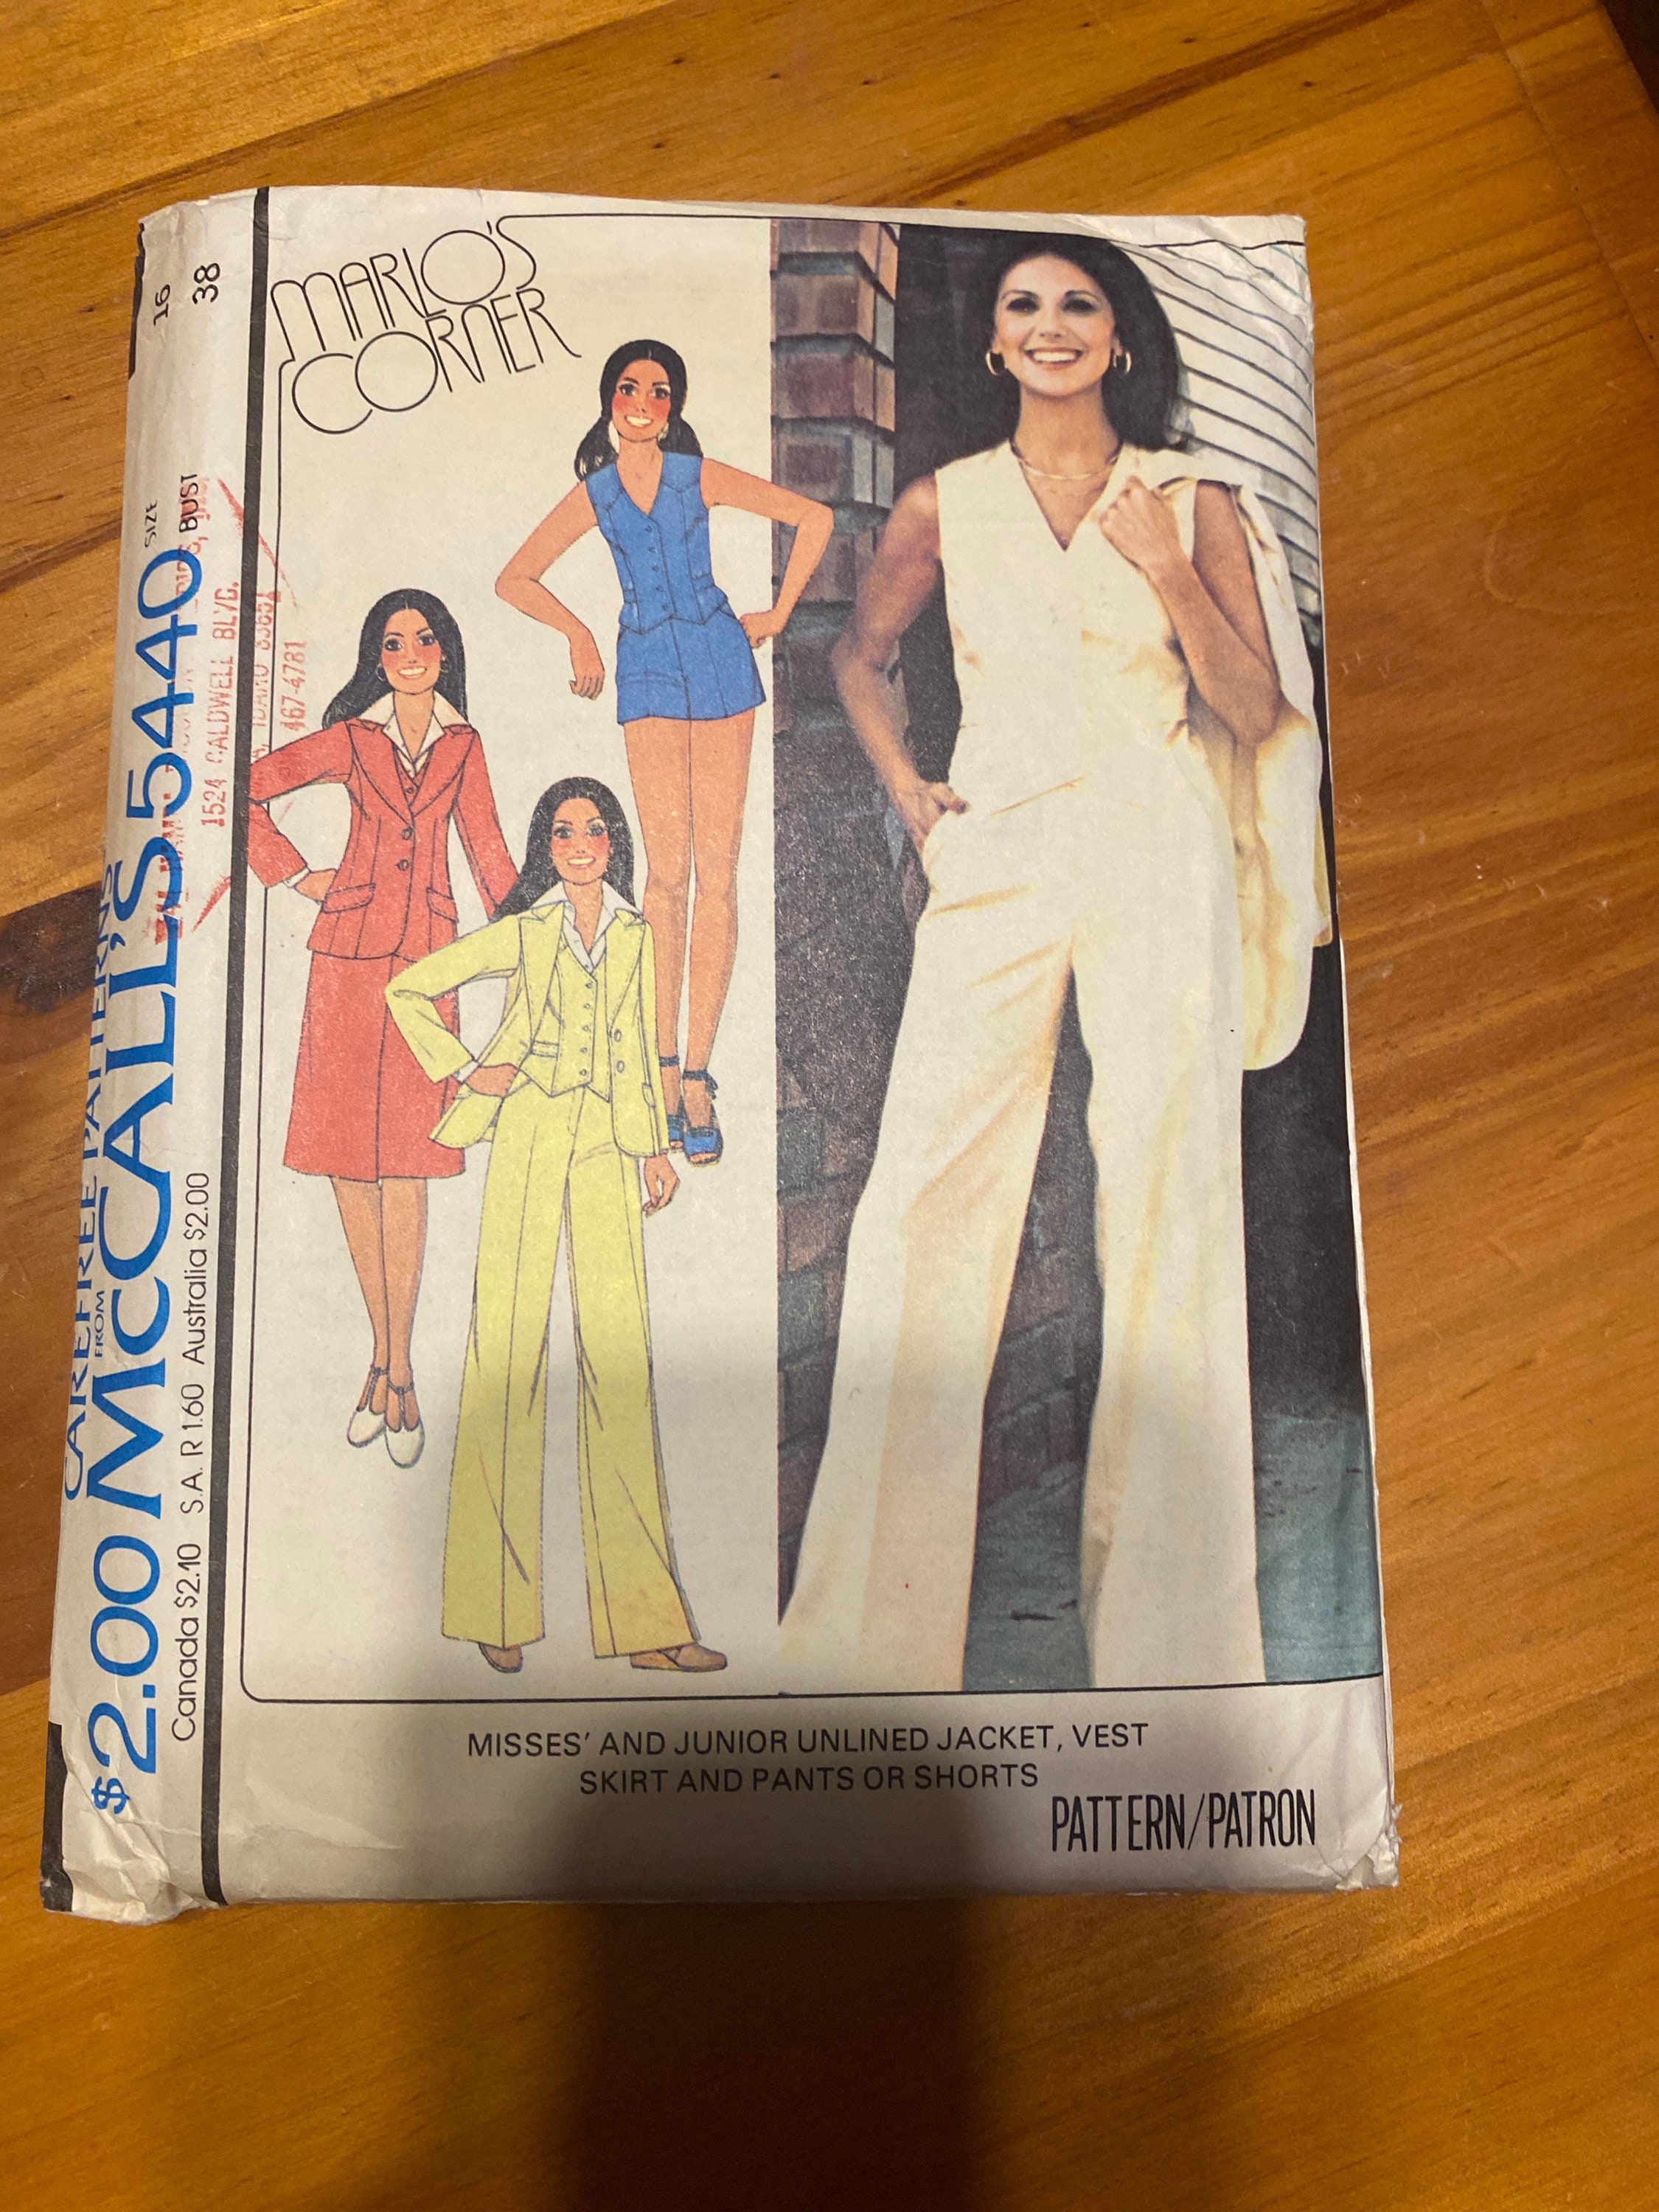 MARLO'S
CORNER
16
38
SIZE
BUST
CAREFREE PATTERNS
FROM
$2.00 McCALL'S 5440
Canada $2.10 S.A. R 1.60 Australia $2.00
1524 CALDWELL BLVD.
IDAHO 83651
467-4781
MISSES' AND JUNIOR UNLINED JACKET, VEST
SKIRT AND PANTS OR SHORTS
PATTERN/PATRON